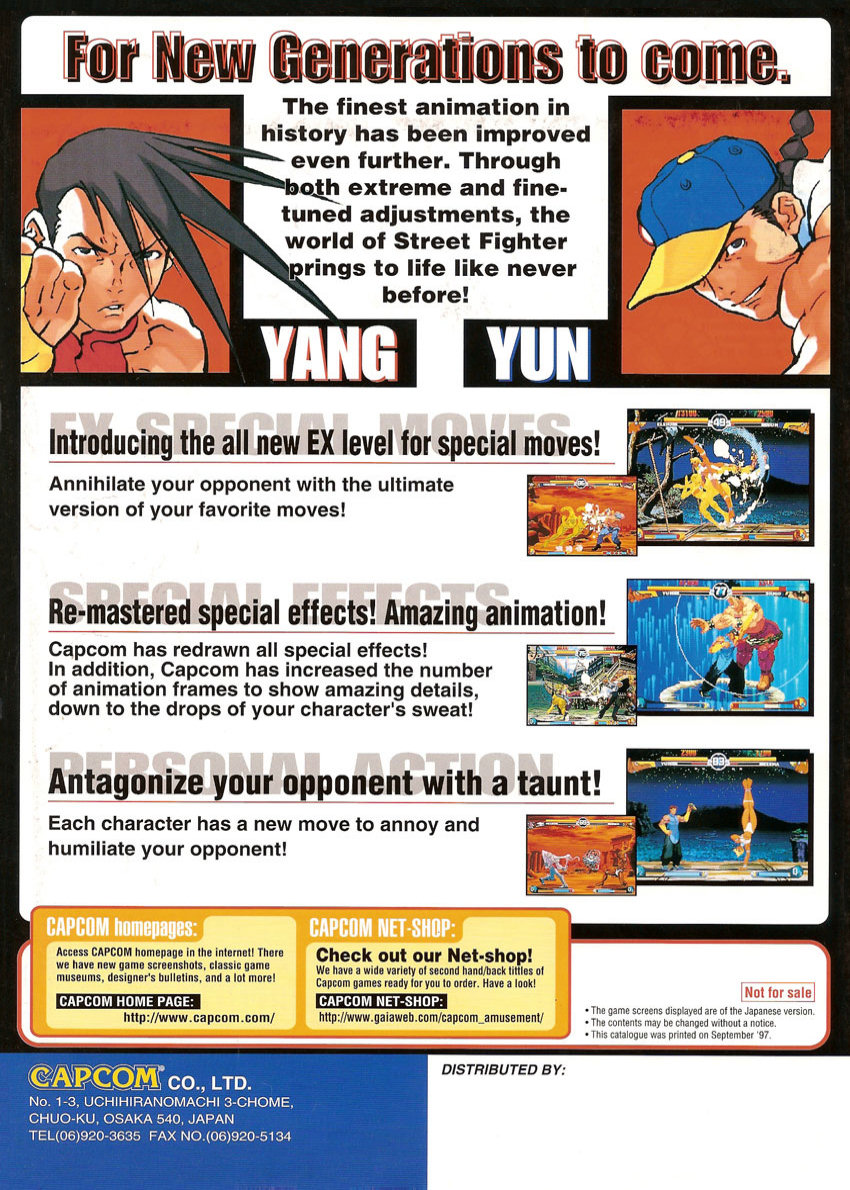 For New Generations to come.
The finest animation in
history has been improved
even further. Through
both extreme and fine-
tuned adjustments, the
world of Street Fighter
prings to life like never
before!
YANG
YUN
EX SPECIAL MOVES
Introducing the all new EX level for special moves!
Annihilate your opponent with the ultimate
version of your favorite moves!
49
SPECIAL EFFECTS
Re-mastered special effects! Amazing animation!
Capcom has redrawn all special effects!
In addition, Capcom has increased the number
of animation frames to show amazing details,
down to the drops of your character's sweat!
77
PERSONAL ACTION
Antagonize your opponent with a taunt!
Each character has a new move to annoy and
humiliate your opponent!
83
CAPCOM homepages:
Access CAPCOM homepage in the internet! There
we have new game screenshots, classic game
museums, designer's bulletins, and a lot more!
CAPCOM HOME PAGE:
http://www.capcom.com/
CAPCOM NET-SHOP:
Check out our Net-shop!
We have a wide variety of second hand/back tittles of
Capcom games ready for you to order. Have a look!
CAPCOM NET-SHOP:
http://www.gaiaweb.com/capcom_amusement/
Not for sale
• The game screens displayed are of the Japanese version.
• The contents may be changed without a notice.
• This catalogue was printed on September '97.
CAPCOM® CO., LTD.
No. 1-3, UCHIHIRANOMACHI 3-CHOME,
CHUO-KU, OSAKA 540, JAPAN
TEL(06)920-3635 FAX NO.(06)920-5134
DISTRIBUTED BY: